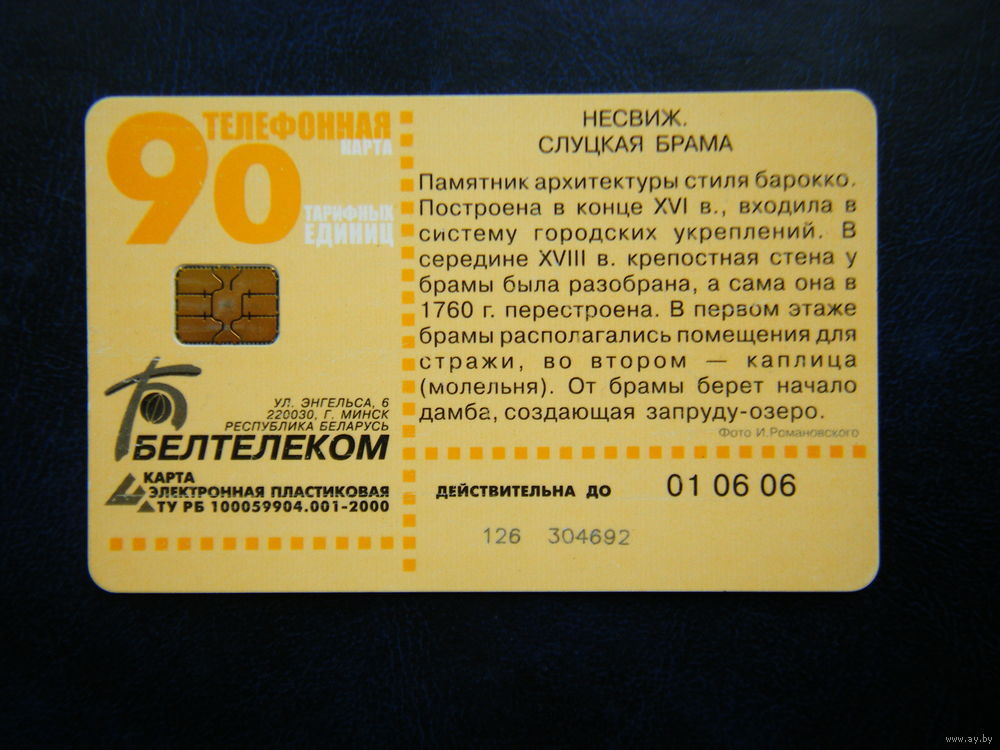 90
ТЕЛЕФОННАЯ
КАРТА
ТАРИФНЫХ
ЕДИНИЦ
УЛ. ЭНГЕЛЬСА, 6
220030, Г. МИНСК
РЕСПУБЛИКА БЕЛАРУСЬ
БЕЛТЕЛЕКОМ
КАРТА
ЭЛЕКТРОННАЯ ПЛАСТИКОВАЯ
ТУ РБ 100059904.001-2000
НЕСВИЖ.
СЛУЦКАЯ БРАМА
Памятник архитектуры стиля барокко.
Построена в конце XVI в., входила в
систему городских укреплений. В
середине XVIII в. крепостная стена у
брамы была разобрана, а сама она в
1760 г. перестроена. В первом этаже
брамы располагались помещения для
стражи, во втором — каплица
(молельня). От брамы берет начало
дамба, создающая запруду-озеро.
Фото И.Романовского
ДЕЙСТВИТЕЛЬНА ДО 01 06 06
126 304692
www.ay.by